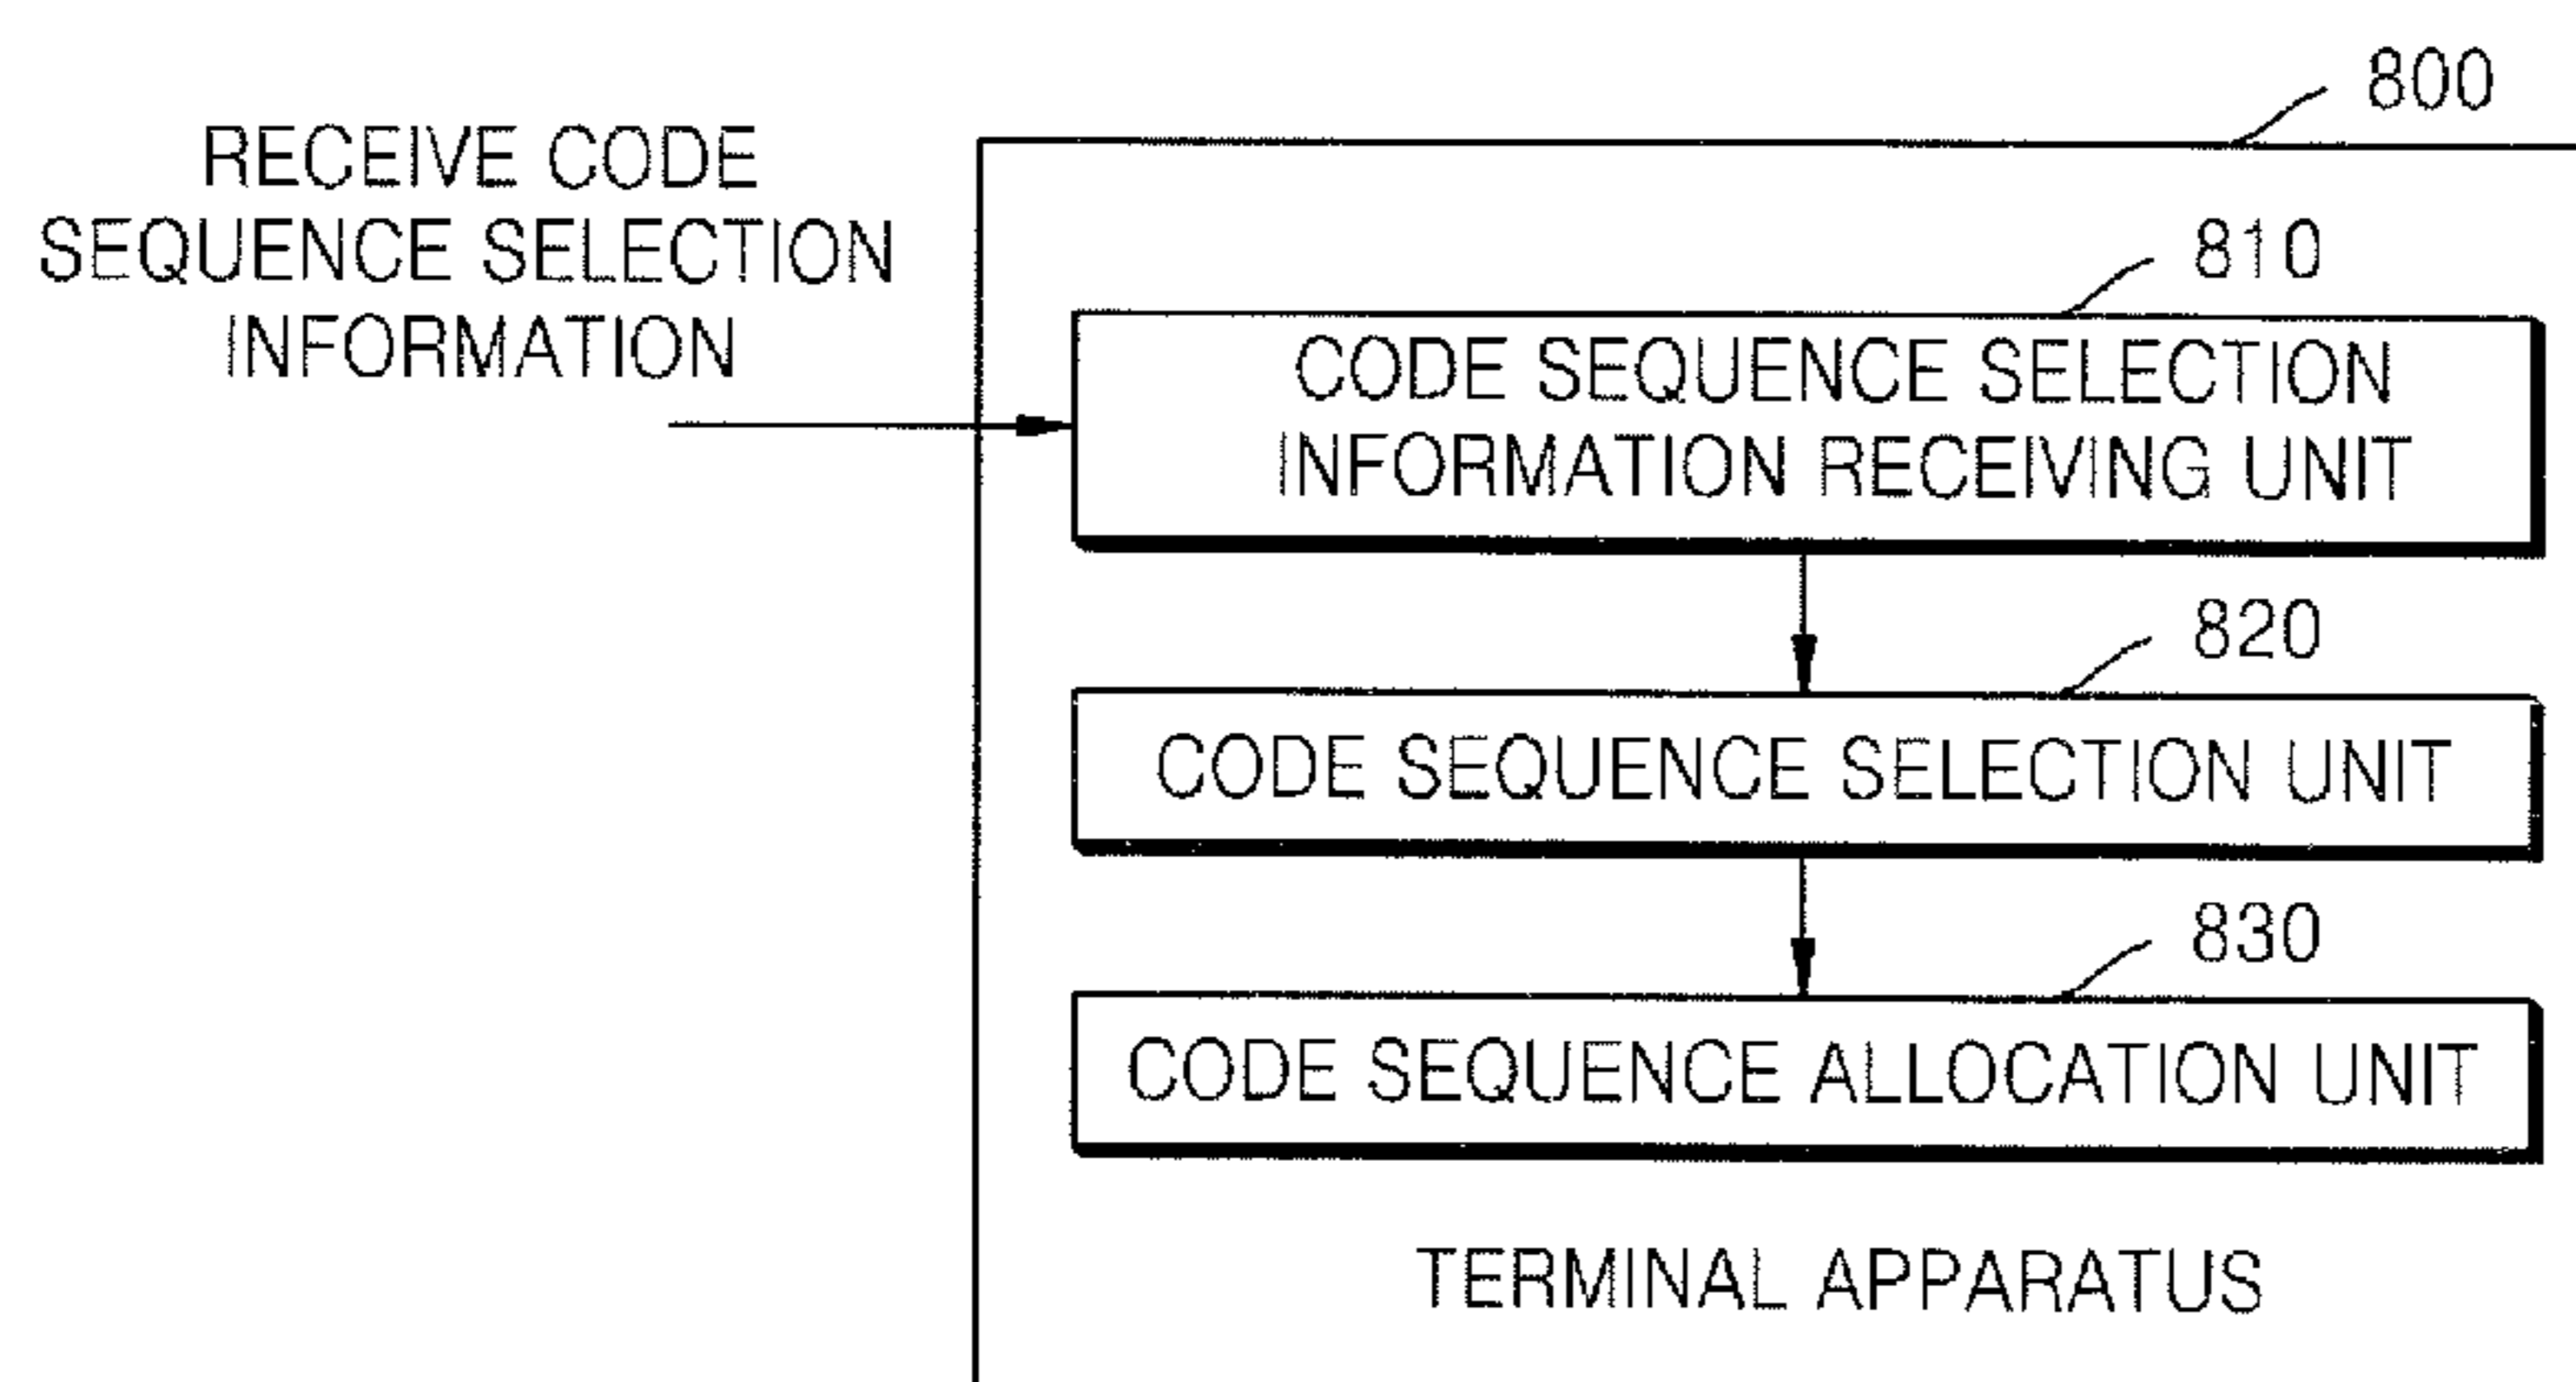 800
RECEIVE CODE
SEQUENCE SELECTION
INFORMATION
810
CODE SEQUENCE SELECTION
INFORMATION RECEIVING UNIT
820
CODE SEQUENCE SELECTION UNIT
830
CODE SEQUENCE ALLOCATION UNIT
TERMINAL APPARATUS